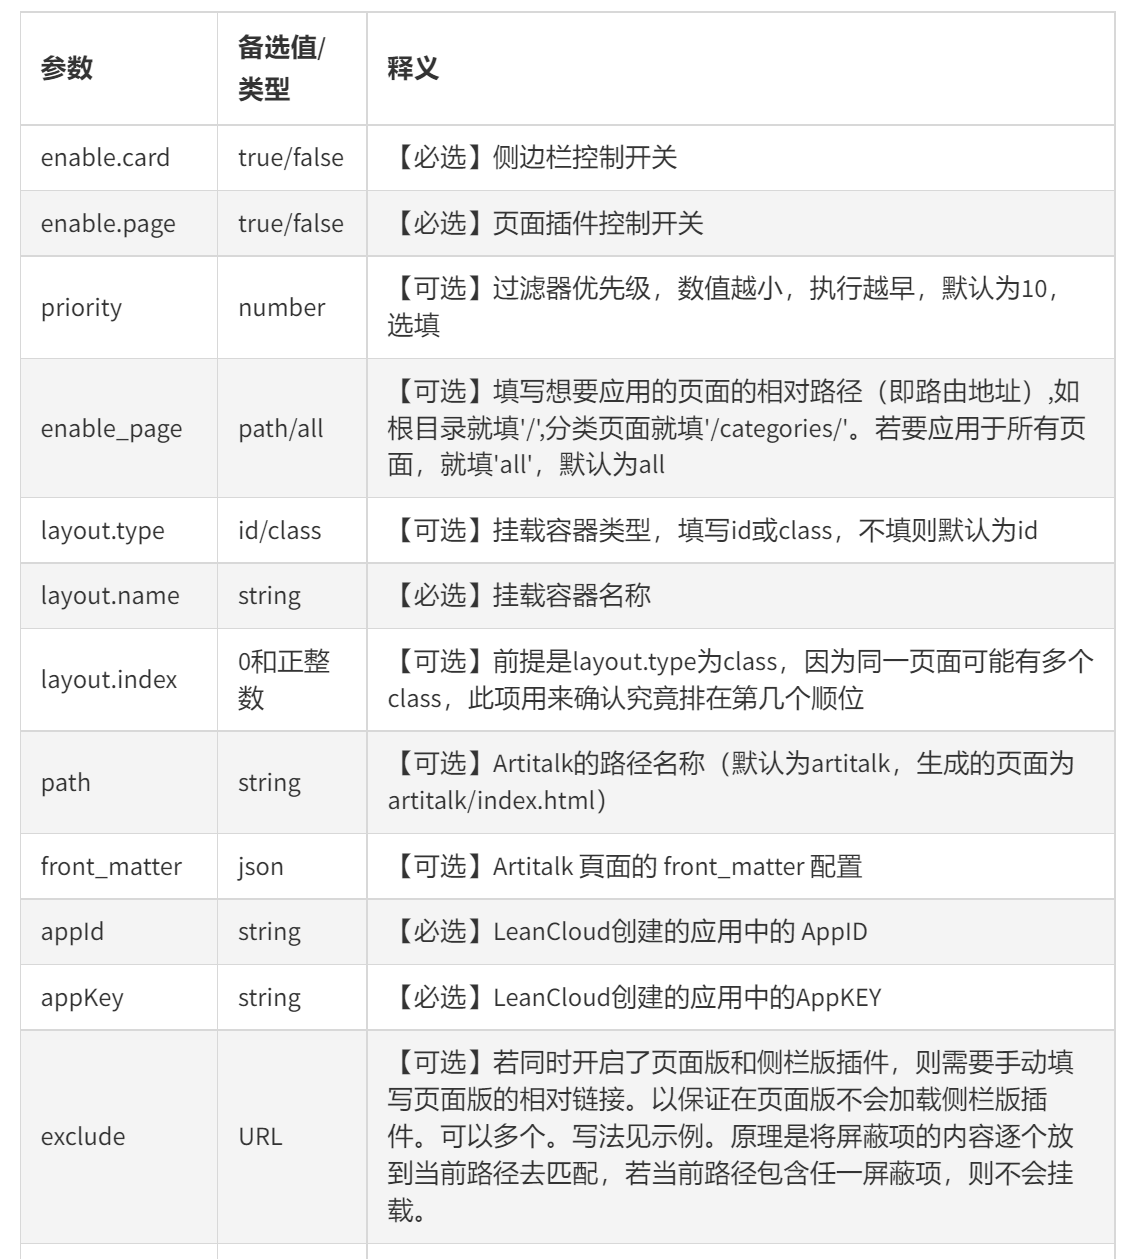 参数
备选值/
类型
释义
enable.card
true/false
【必选】侧边栏控制开关
enable.page
true/false
【必选】页面插件控制开关
priority
number
【可选】过滤器优先级，数值越小，执行越早，默认为10，
选填
enable_page
path/all
【可选】填写想要应用的页面的相对路径（即路由地址）,如
根目录就填'/',分类页面就填'/categories/'。若要应用于所有页
面，就填'all'，默认为all
layout.type
id/class
【可选】挂载容器类型，填写id或class，不填则默认为id
layout.name
string
【必选】挂载容器名称
layout.index
0和正整
数
【可选】前提是layout.type为class，因为同一页面可能有多个
class，此项用来确认究竟排在第几个顺位
path
string
【可选】Artitalk的路径名称（默认为artitalk，生成的页面为
artitalk/index.html）
front_matter
json
【可选】Artitalk 頁面的 front_matter 配置
appId
string
【必选】LeanCloud创建的应用中的 AppID
appKey
string
【必选】LeanCloud创建的应用中的AppKEY
exclude
URL
【可选】若同时开启了页面版和侧栏版插件，则需要手动填
写页面版的相对链接。以保证在页面版不会加载侧栏版插
件。可以多个。写法见示例。原理是将屏蔽项的内容逐个放
到当前路径去匹配，若当前路径包含任一屏蔽项，则不会挂
载。